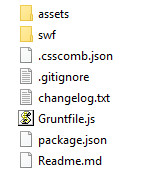 assets
swf
.csscomb.json
.gitignore
changelog.txt
Gruntfile.js
package.json
Readme.md